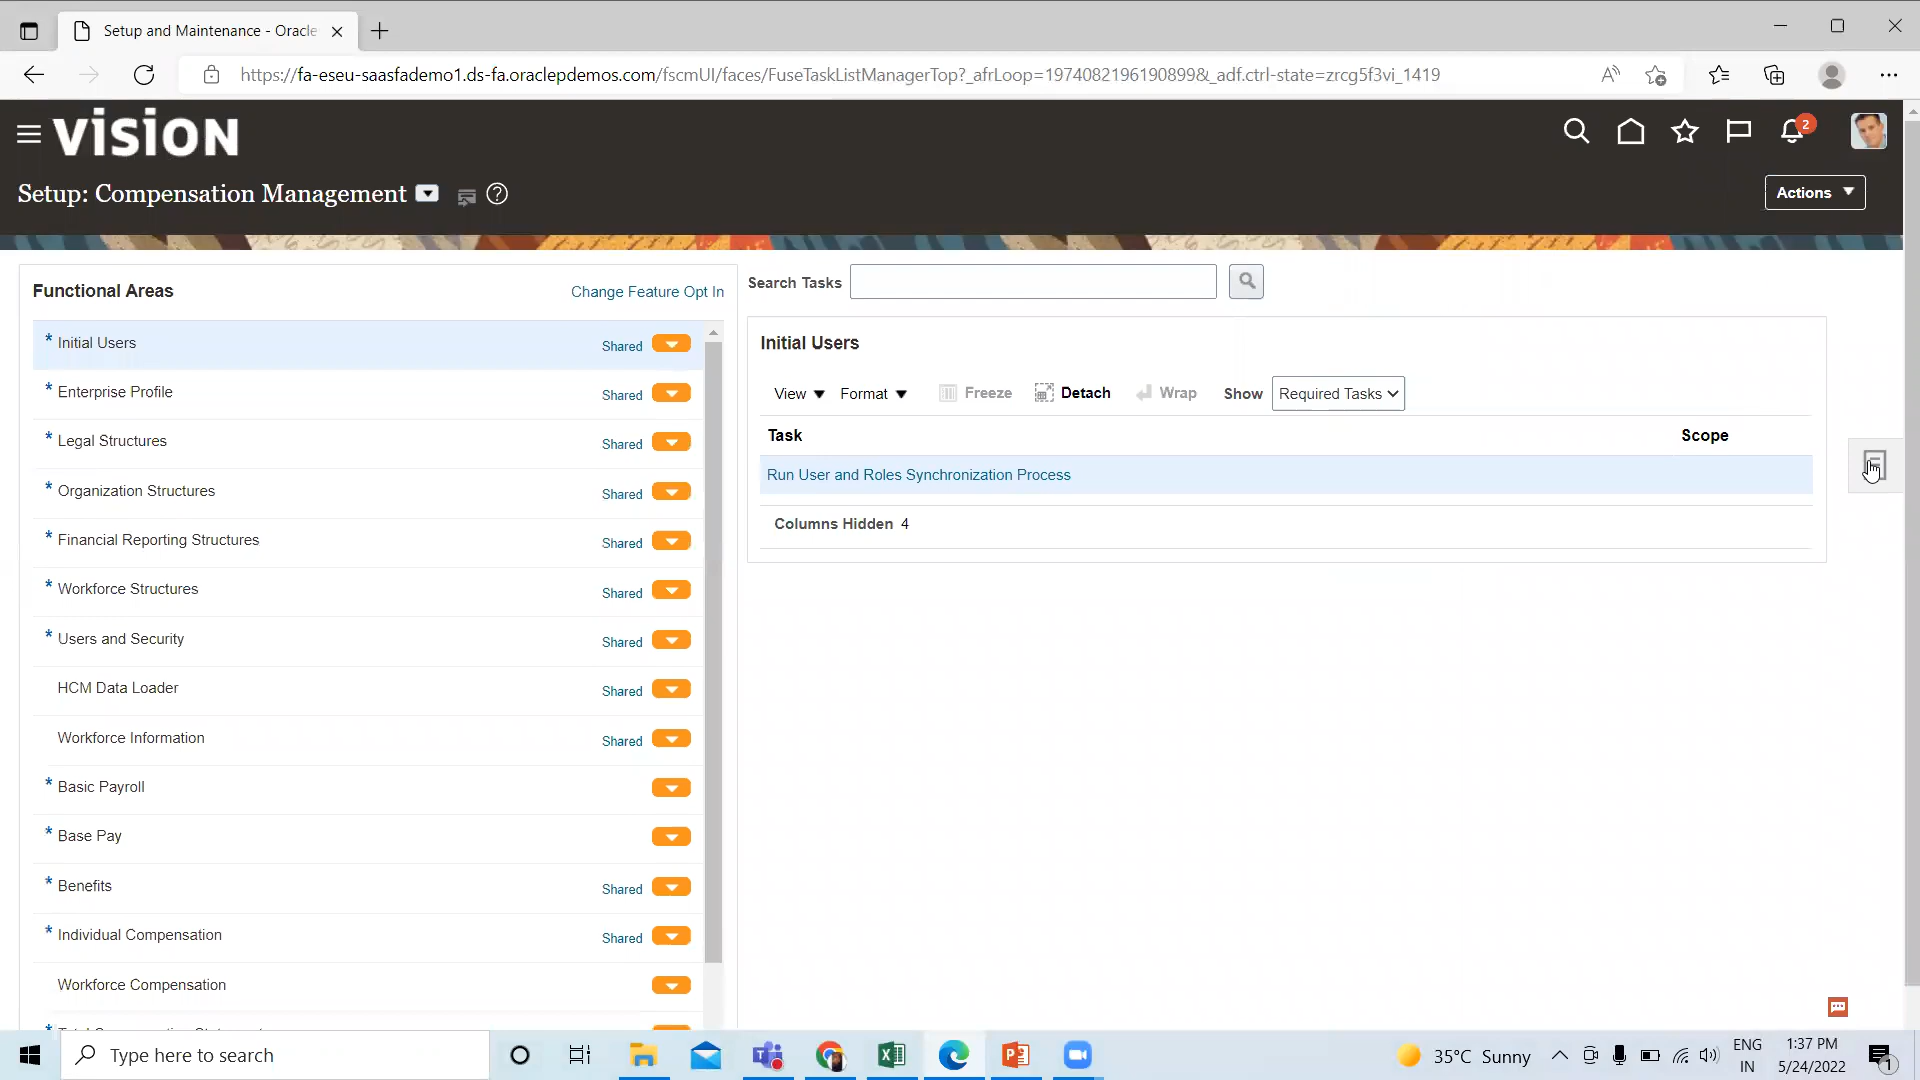 Setup and Maintenance - Oracle
https://fa-eseu-saasfademo1.ds-fa.oraclepdemos.com/fscmUI/faces/FuseTaskListManagerTop?_afrLoop=1974082196190899&_adf.ctrl-state=zrcg5f3vi_1419
VISION
2
Setup: Compensation Management
Actions
Functional Areas
Change Feature Opt In
* Initial Users Shared
* Enterprise Profile Shared
* Legal Structures Shared
* Organization Structures Shared
* Financial Reporting Structures Shared
* Workforce Structures Shared
* Users and Security Shared
HCM Data Loader Shared
Workforce Information Shared
* Basic Payroll
* Base Pay
* Benefits Shared
* Individual Compensation Shared
Workforce Compensation
Search Tasks
Initial Users
View Format Freeze Detach Wrap Show Required Tasks
Task Scope
Run User and Roles Synchronization Process
Columns Hidden 4
Type here to search
35°C Sunny
ENG
IN
1:37 PM
5/24/2022
1